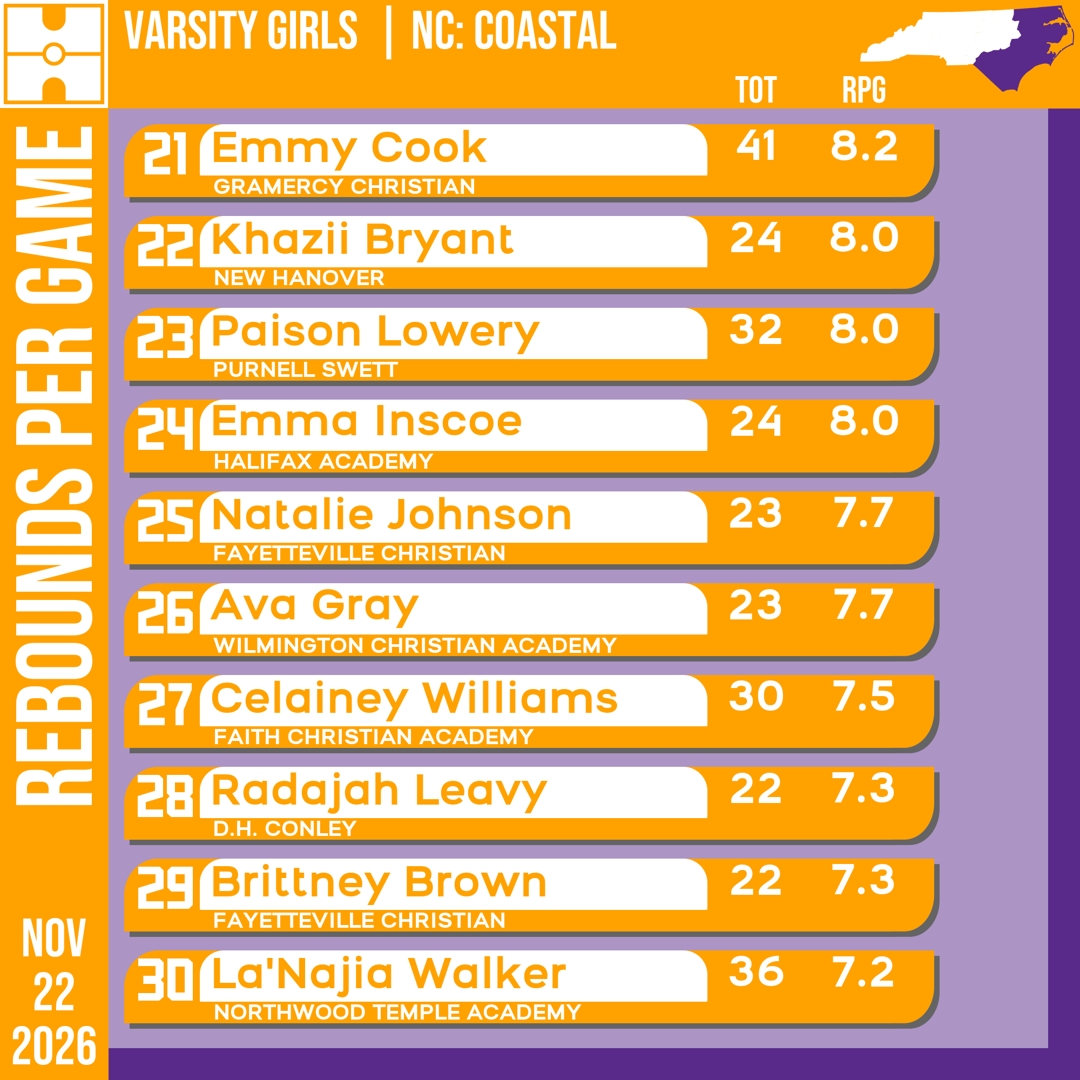 VARSITY GIRLS | NC: COASTAL
TOT RPG
REBOUNDS PER GAME
21 Emmy Cook 41 8.2
GRAMERCY CHRISTIAN
22 Khazii Bryant 24 8.0
NEW HANOVER
23 Paison Lowery 32 8.0
PURNELL SWETT
24 Emma Inscoe 24 8.0
HALIFAX ACADEMY
25 Natalie Johnson 23 7.7
FAYETTEVILLE CHRISTIAN
26 Ava Gray 23 7.7
WILMINGTON CHRISTIAN ACADEMY
27 Celainey Williams 30 7.5
FAITH CHRISTIAN ACADEMY
28 Radajah Leavy 22 7.3
D.H. CONLEY
29 Brittney Brown 22 7.3
FAYETTEVILLE CHRISTIAN
30 La'Najia Walker 36 7.2
NORTHWOOD TEMPLE ACADEMY
NOV
22
2026